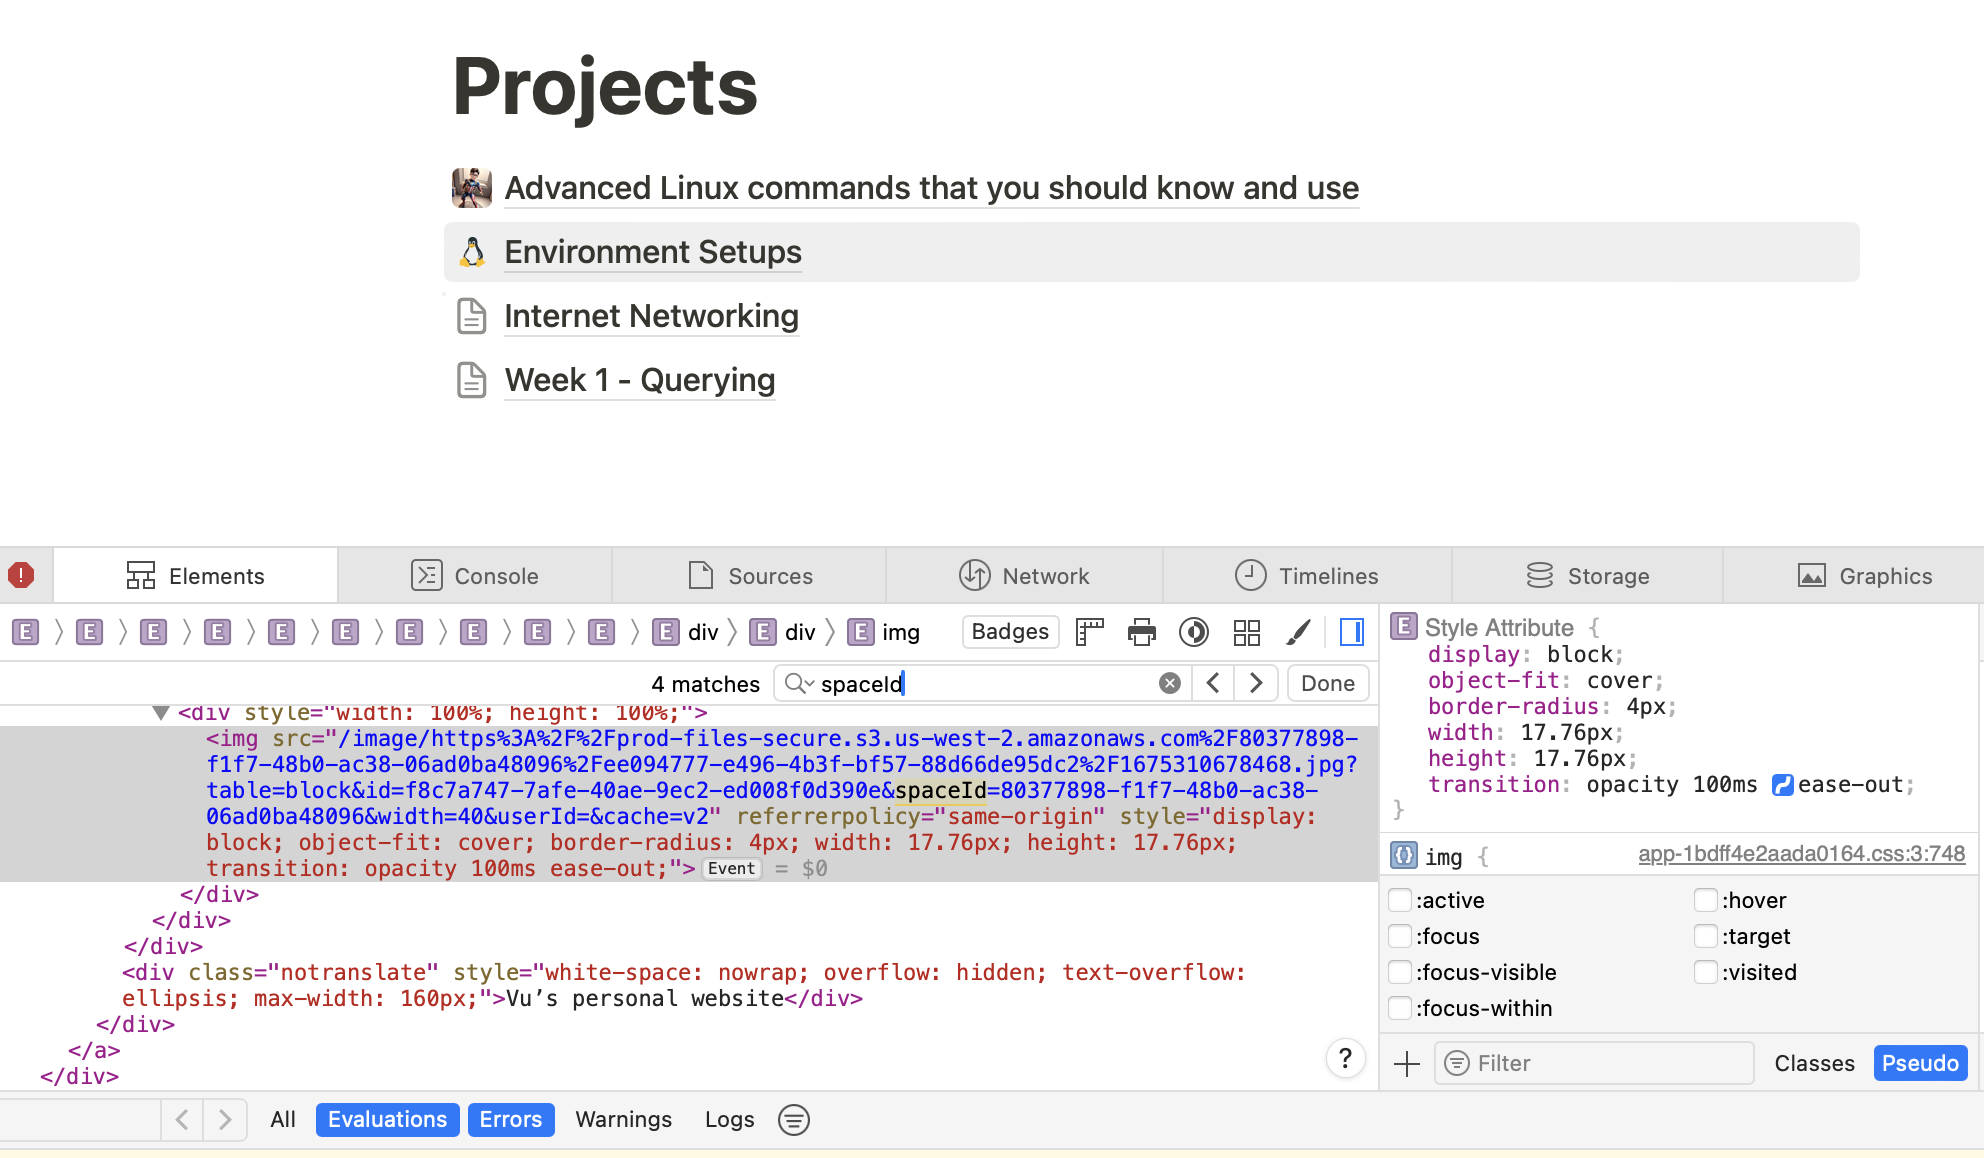 Projects
Advanced Linux commands that you should know and use
Environment Setups
Internet Networking
Week 1 - Querying
! Elements Console Sources Network Timelines Storage Graphics
E E E E E E E E E E E div E div E img Badges
4 matches spaceId Done
<div style="width: 100%; height: 100%;">
<img src="/image/https%3A%2F%2Fprod-files-secure.s3.us-west-2.amazonaws.com%2F80377898-
f1f7-48b0-ac38-06ad0ba48096%2Fee094777-e496-4b3f-bf57-88d66de95dc2%2F1675310678468.jpg?
table=block&id=f8c7a747-7afe-40ae-9ec2-ed008f0d390e&spaceId=80377898-f1f7-48b0-ac38-
06ad0ba48096&width=40&userId=&cache=v2" referrerpolicy="same-origin" style="display:
block; object-fit: cover; border-radius: 4px; width: 17.76px; height: 17.76px;
transition: opacity 100ms ease-out;"> Event = $0
</div>
</div>
</div>
<div class="notranslate" style="white-space: nowrap; overflow: hidden; text-overflow:
ellipsis; max-width: 160px;">Vu’s personal website</div>
</div>
</a>
</div>
?
E Style Attribute {
display: block;
object-fit: cover;
border-radius: 4px;
width: 17.76px;
height: 17.76px;
transition: opacity 100ms ease-out;
}
{} img { app-1bdff4e2aada0164.css:3:748
:active :hover
:focus :target
:focus-visible :visited
:focus-within
Filter Classes Pseudo
All Evaluations Errors Warnings Logs